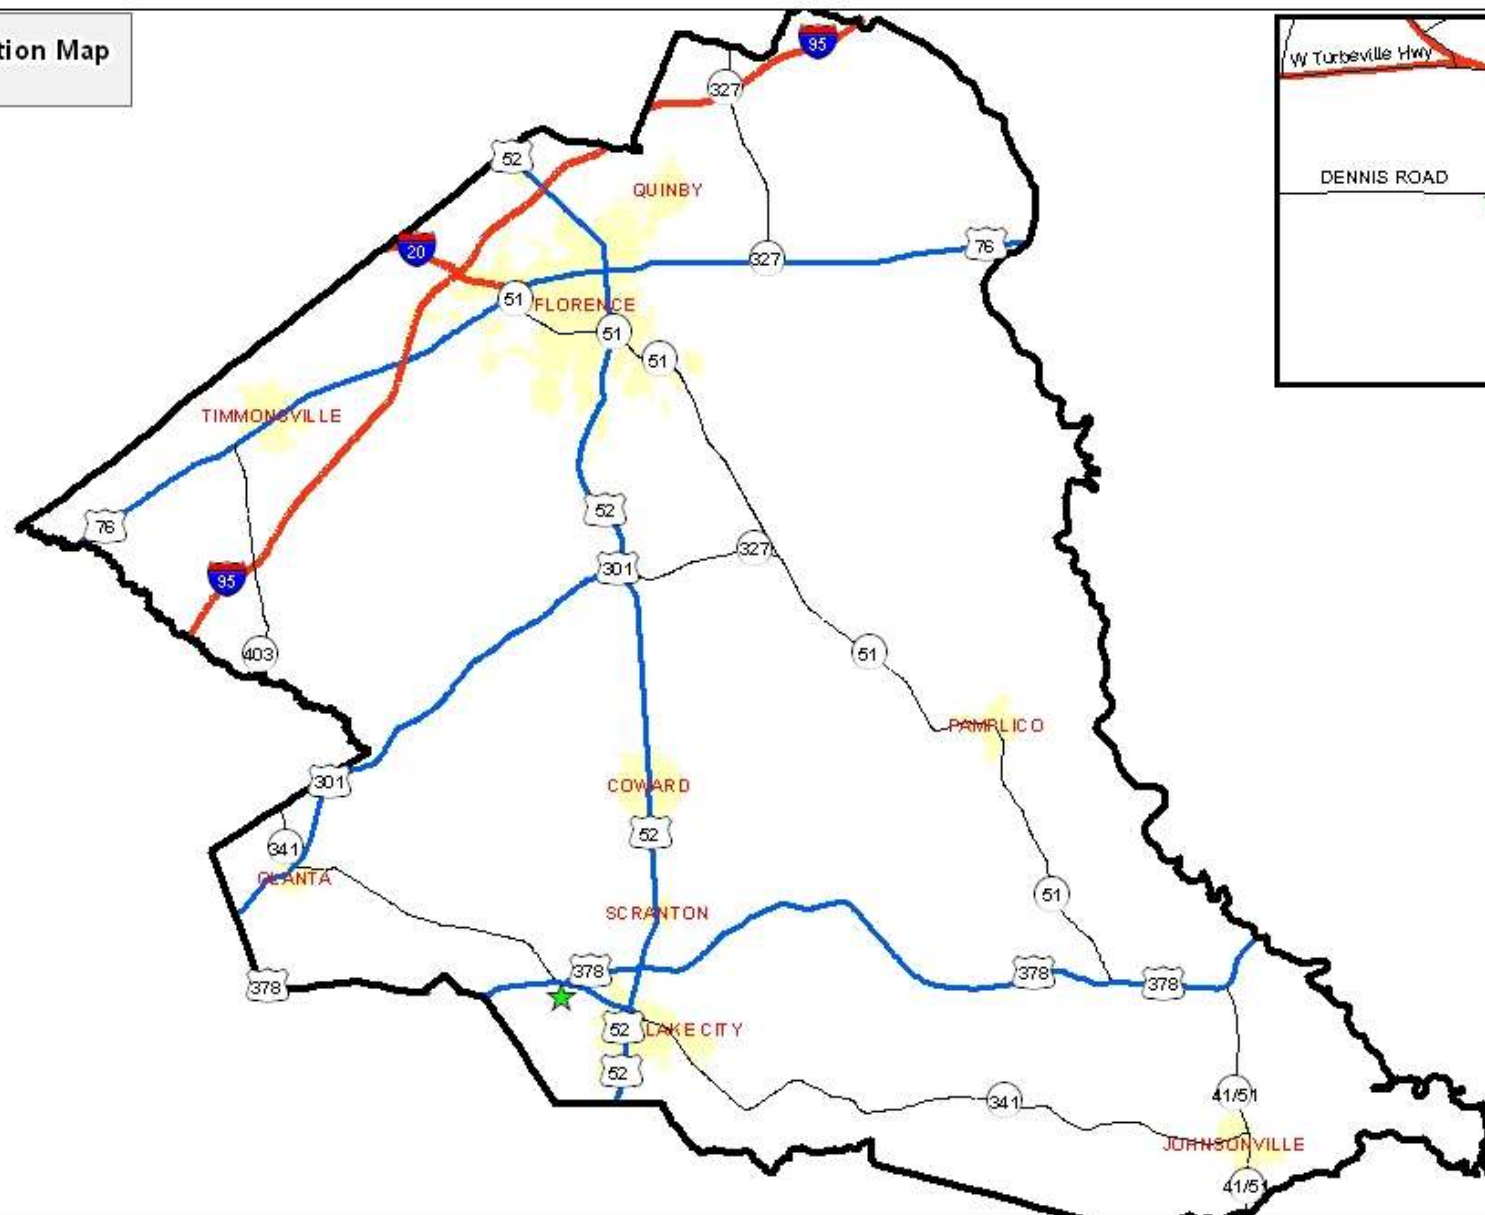 tion Map
95
W Turbeville Hwy
327
52
QUINBY
DENNIS ROAD
20
76
327
51
FLORENCE
51
51
TIMMONSVILLE
52
76
327
301
95
51
403
PAMPLICO
301
COWARD
52
341
OLANTA
51
SCRANTON
378
378
378
378
52
LAKE CITY
52
41/51
341
JOHNSONVILLE
41/51